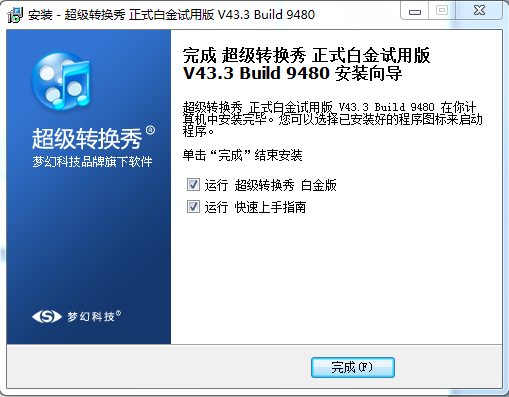 安装 - 超级转换秀 正式白金试用版 V43.3 Build 9480
完成 超级转换秀 正式白金试用版
V43.3 Build 9480 安装向导
超级转换秀 正式白金试用版 V43.3 Build 9480 在你计
算机中安装完毕。您可以选择已安装好的程序图标来启动
程序。
单击“完成”结束安装
运行 超级转换秀 白金版
运行 快速上手指南
超级转换秀®
梦幻科技品牌旗下软件
梦幻科技®
完成(F)